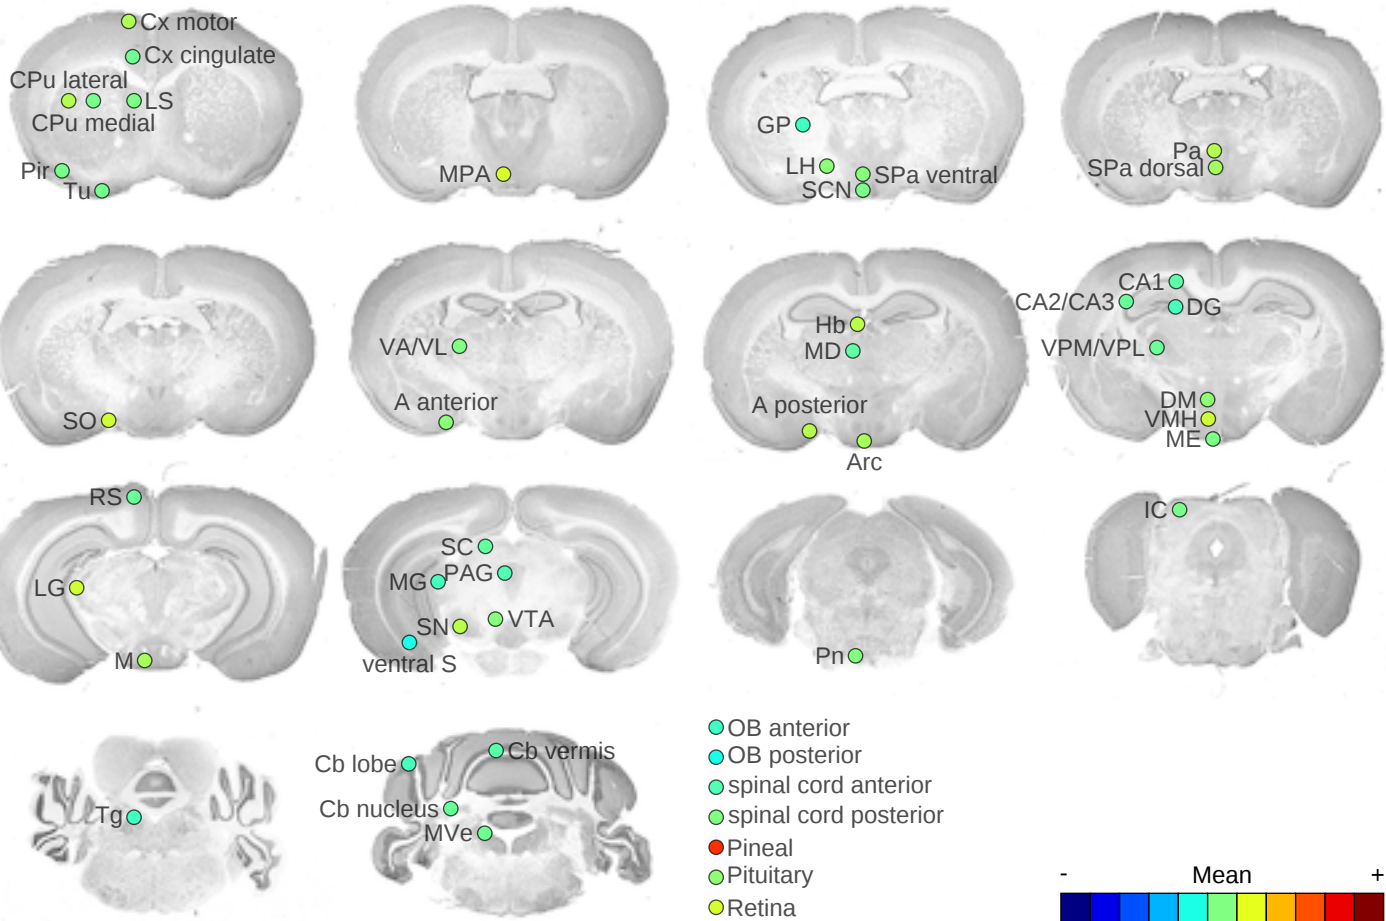 Cx motor
Cx cingulate
CPu lateral
LS
CPu medial
Pir
Tu
MPA
GP
LH
SPa ventral
SCN
Pa
SPa dorsal
SO
VA/VL
A anterior
Hb
MD
A posterior
Arc
CA1
CA2/CA3
DG
VPM/VPL
DM
VMH
ME
RS
LG
M
SC
PAG
MG
SN
VTA
ventral S
Pn
IC
Tg
Cb lobe
Cb vermis
Cb nucleus
MVe
OB anterior
OB posterior
spinal cord anterior
spinal cord posterior
Pineal
Pituitary
Retina
- Mean +